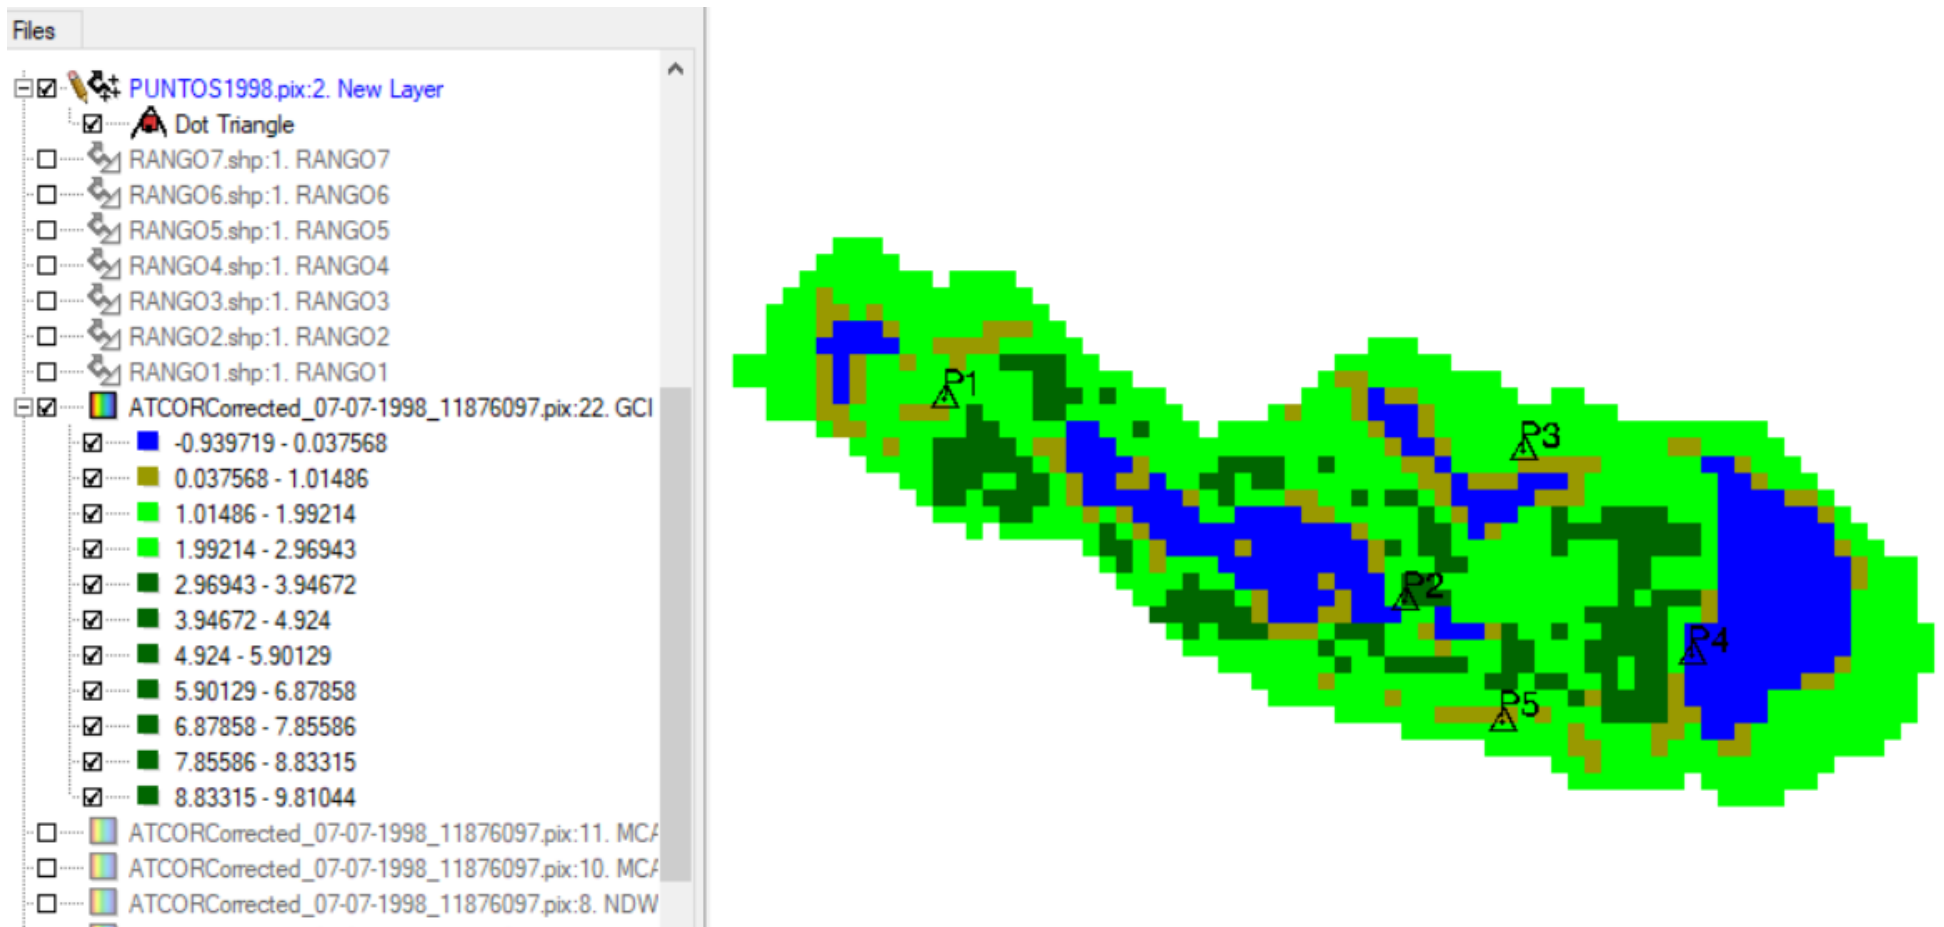 Files
PUNTOS1998.pix:2. New Layer
Dot Triangle
RANGO7.shp:1. RANGO7
RANGO6.shp:1. RANGO6
RANGO5.shp:1. RANGO5
RANGO4.shp:1. RANGO4
RANGO3.shp:1. RANGO3
RANGO2.shp:1. RANGO2
RANGO1.shp:1. RANGO1
ATCORCorrected_07-07-1998_11876097.pix:22. GCI
-0.939719 - 0.037568
0.037568 - 1.01486
1.01486 - 1.99214
1.99214 - 2.96943
2.96943 - 3.94672
3.94672 - 4.924
4.924 - 5.90129
5.90129 - 6.87858
6.87858 - 7.85586
7.85586 - 8.83315
8.83315 - 9.81044
ATCORCorrected_07-07-1998_11876097.pix:11. MCA
ATCORCorrected_07-07-1998_11876097.pix:10. MCA
ATCORCorrected_07-07-1998_11876097.pix:8. NDW
P1
P3
P2
P4
P5